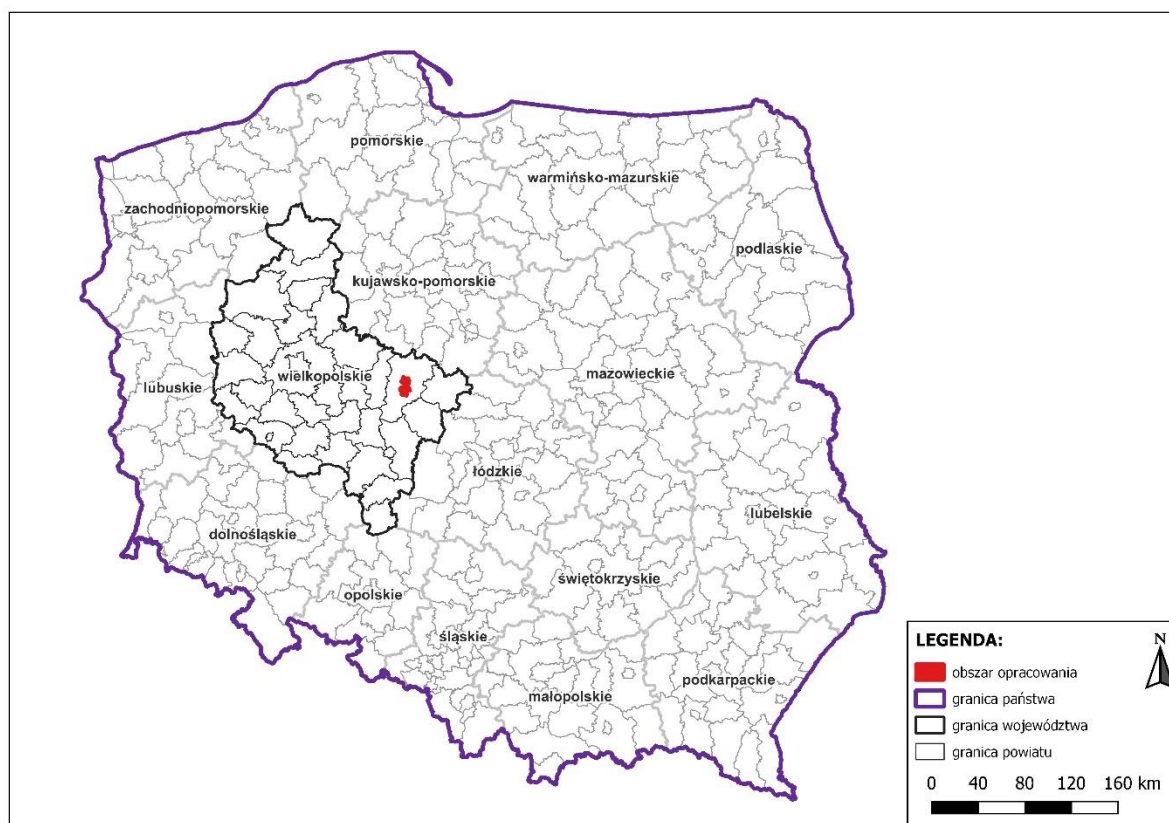 pomorskie
warmińsko-mazurskie
zachodniopomorskie
podlaskie
kujawsko-pomorskie
mazowieckie
wielkopolskie
lubuskie
łódzkie
lubelskie
dolnośląskie
świętokrzyskie
opolskie
śląskie
podkarpackie
małopolskie
LEGENDA:
N
obszar opracowania
granica państwa
granica województwa
granica powiatu
0 40 80 120 160 km